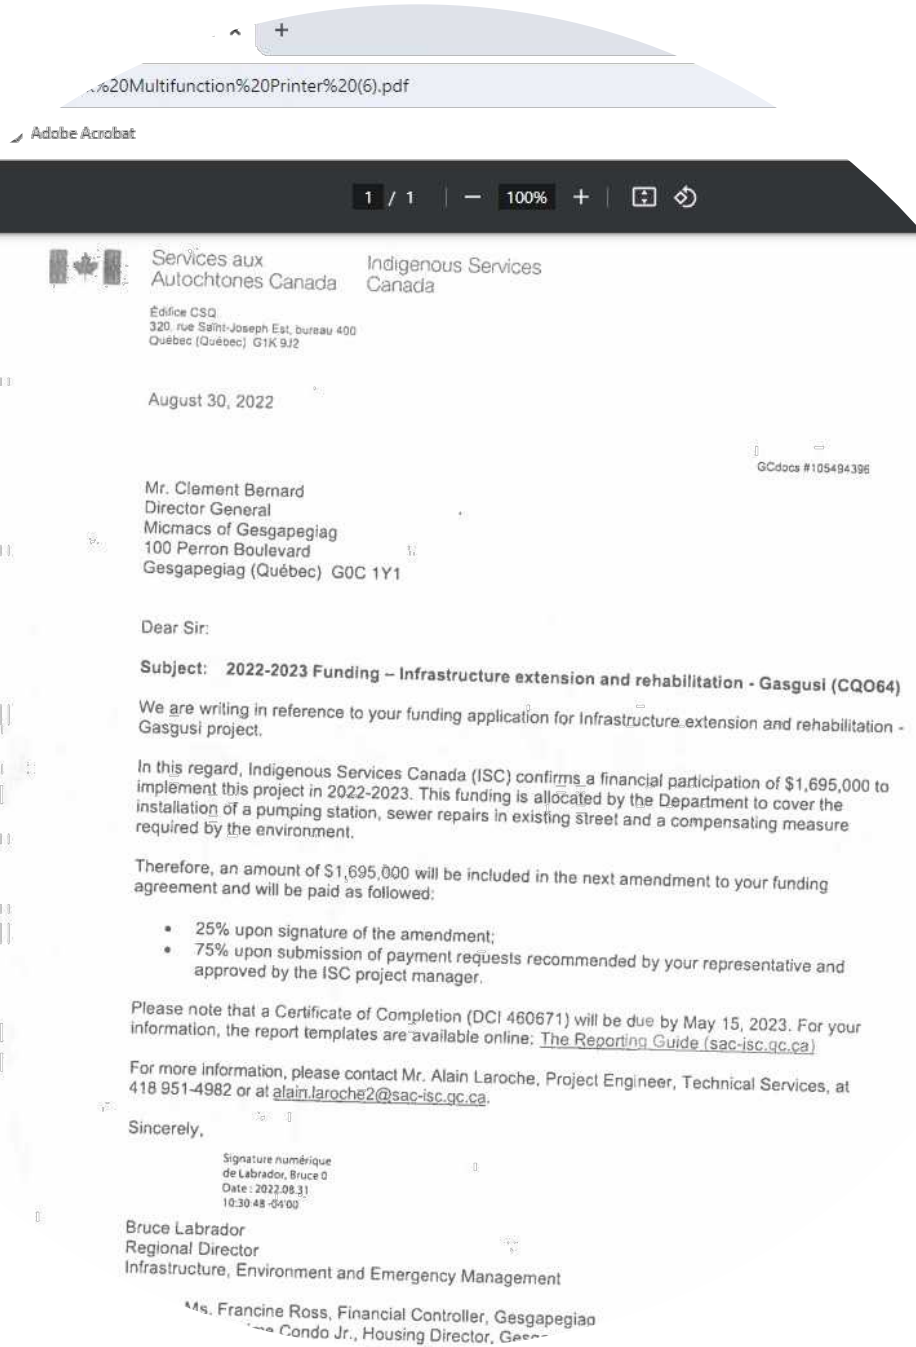 %20Multifunction%20Printer%20(6).pdf
Adobe Acrobat
1 / 1 100%
Services aux
Autochtones Canada
Indigenous Services
Canada
Édifice CSQ
320, rue Saint-Joseph Est, bureau 400
Québec (Québec) G1K 9J2
August 30, 2022
GCdocs #105494396
Mr. Clement Bernard
Director General
Micmacs of Gesgapegiag
100 Perron Boulevard
Gesgapegiag (Québec) G0C 1Y1
Dear Sir:
Subject: 2022-2023 Funding – Infrastructure extension and rehabilitation - Gasgusi (CQO64)
We are writing in reference to your funding application for Infrastructure extension and rehabilitation -
Gasgusi project.
In this regard, Indigenous Services Canada (ISC) confirms a financial participation of $1,695,000 to
implement this project in 2022-2023. This funding is allocated by the Department to cover the
installation of a pumping station, sewer repairs in existing street and a compensating measure
required by the environment.
Therefore, an amount of $1,695,000 will be included in the next amendment to your funding
agreement and will be paid as followed:
• 25% upon signature of the amendment;
• 75% upon submission of payment requests recommended by your representative and
approved by the ISC project manager.
Please note that a Certificate of Completion (DCI 460671) will be due by May 15, 2023. For your
information, the report templates are available online: The Reporting Guide (sac-isc.gc.ca)
For more information, please contact Mr. Alain Laroche, Project Engineer, Technical Services, at
418 951-4982 or at alain.laroche2@sac-isc.gc.ca.
Sincerely,
Signature numérique
de Labrador, Bruce 0
Date : 2022.08.31
10:30:48 -04'00'
Bruce Labrador
Regional Director
Infrastructure, Environment and Emergency Management
Ms. Francine Ross, Financial Controller, Gesgapegiag
Condo Jr., Housing Director,